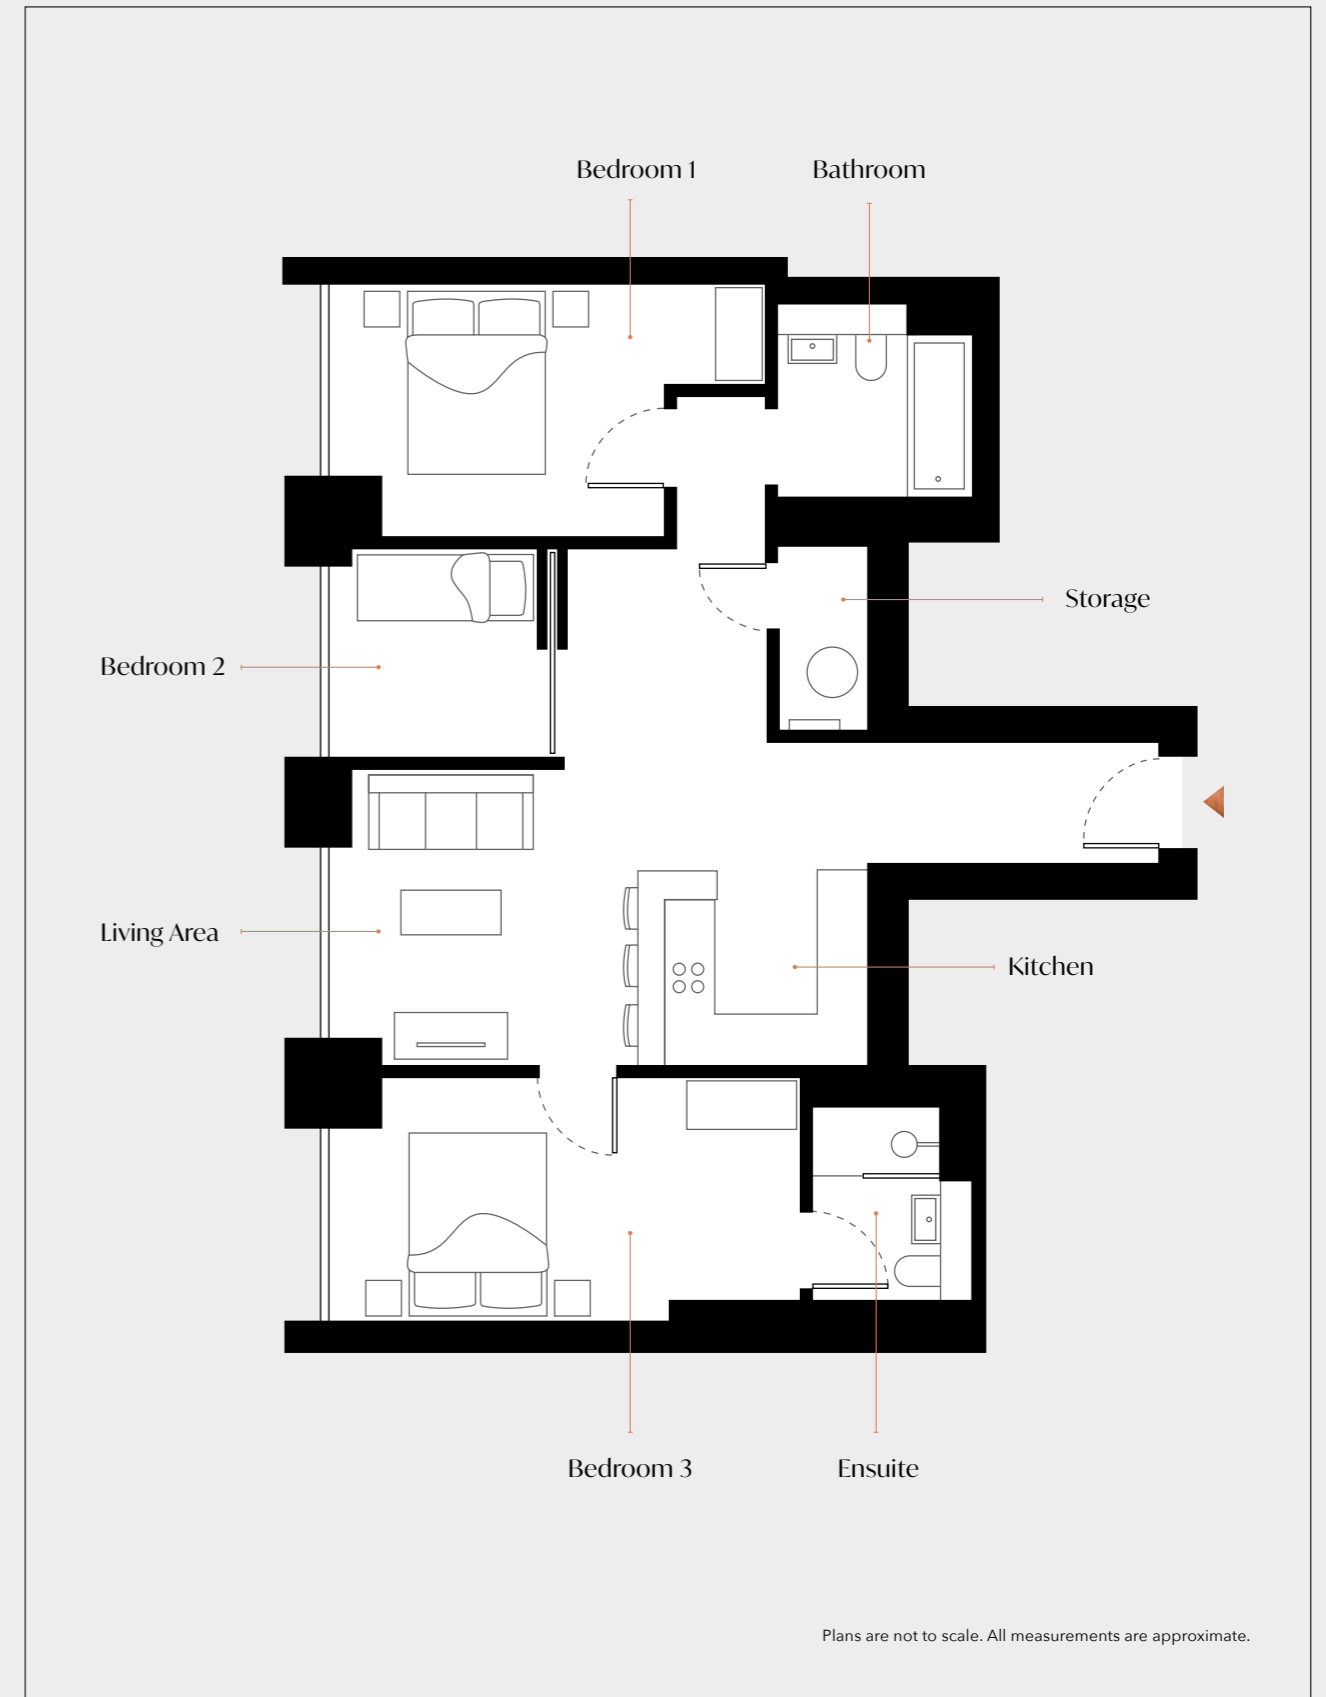 Bedroom 1
Bathroom
Storage
Bedroom 2
Living Area
Kitchen
Bedroom 3
Ensuite
Plans are not to scale. All measurements are approximate.